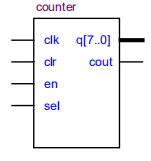 counter
clk q[7..0]
clr cout
en
sel